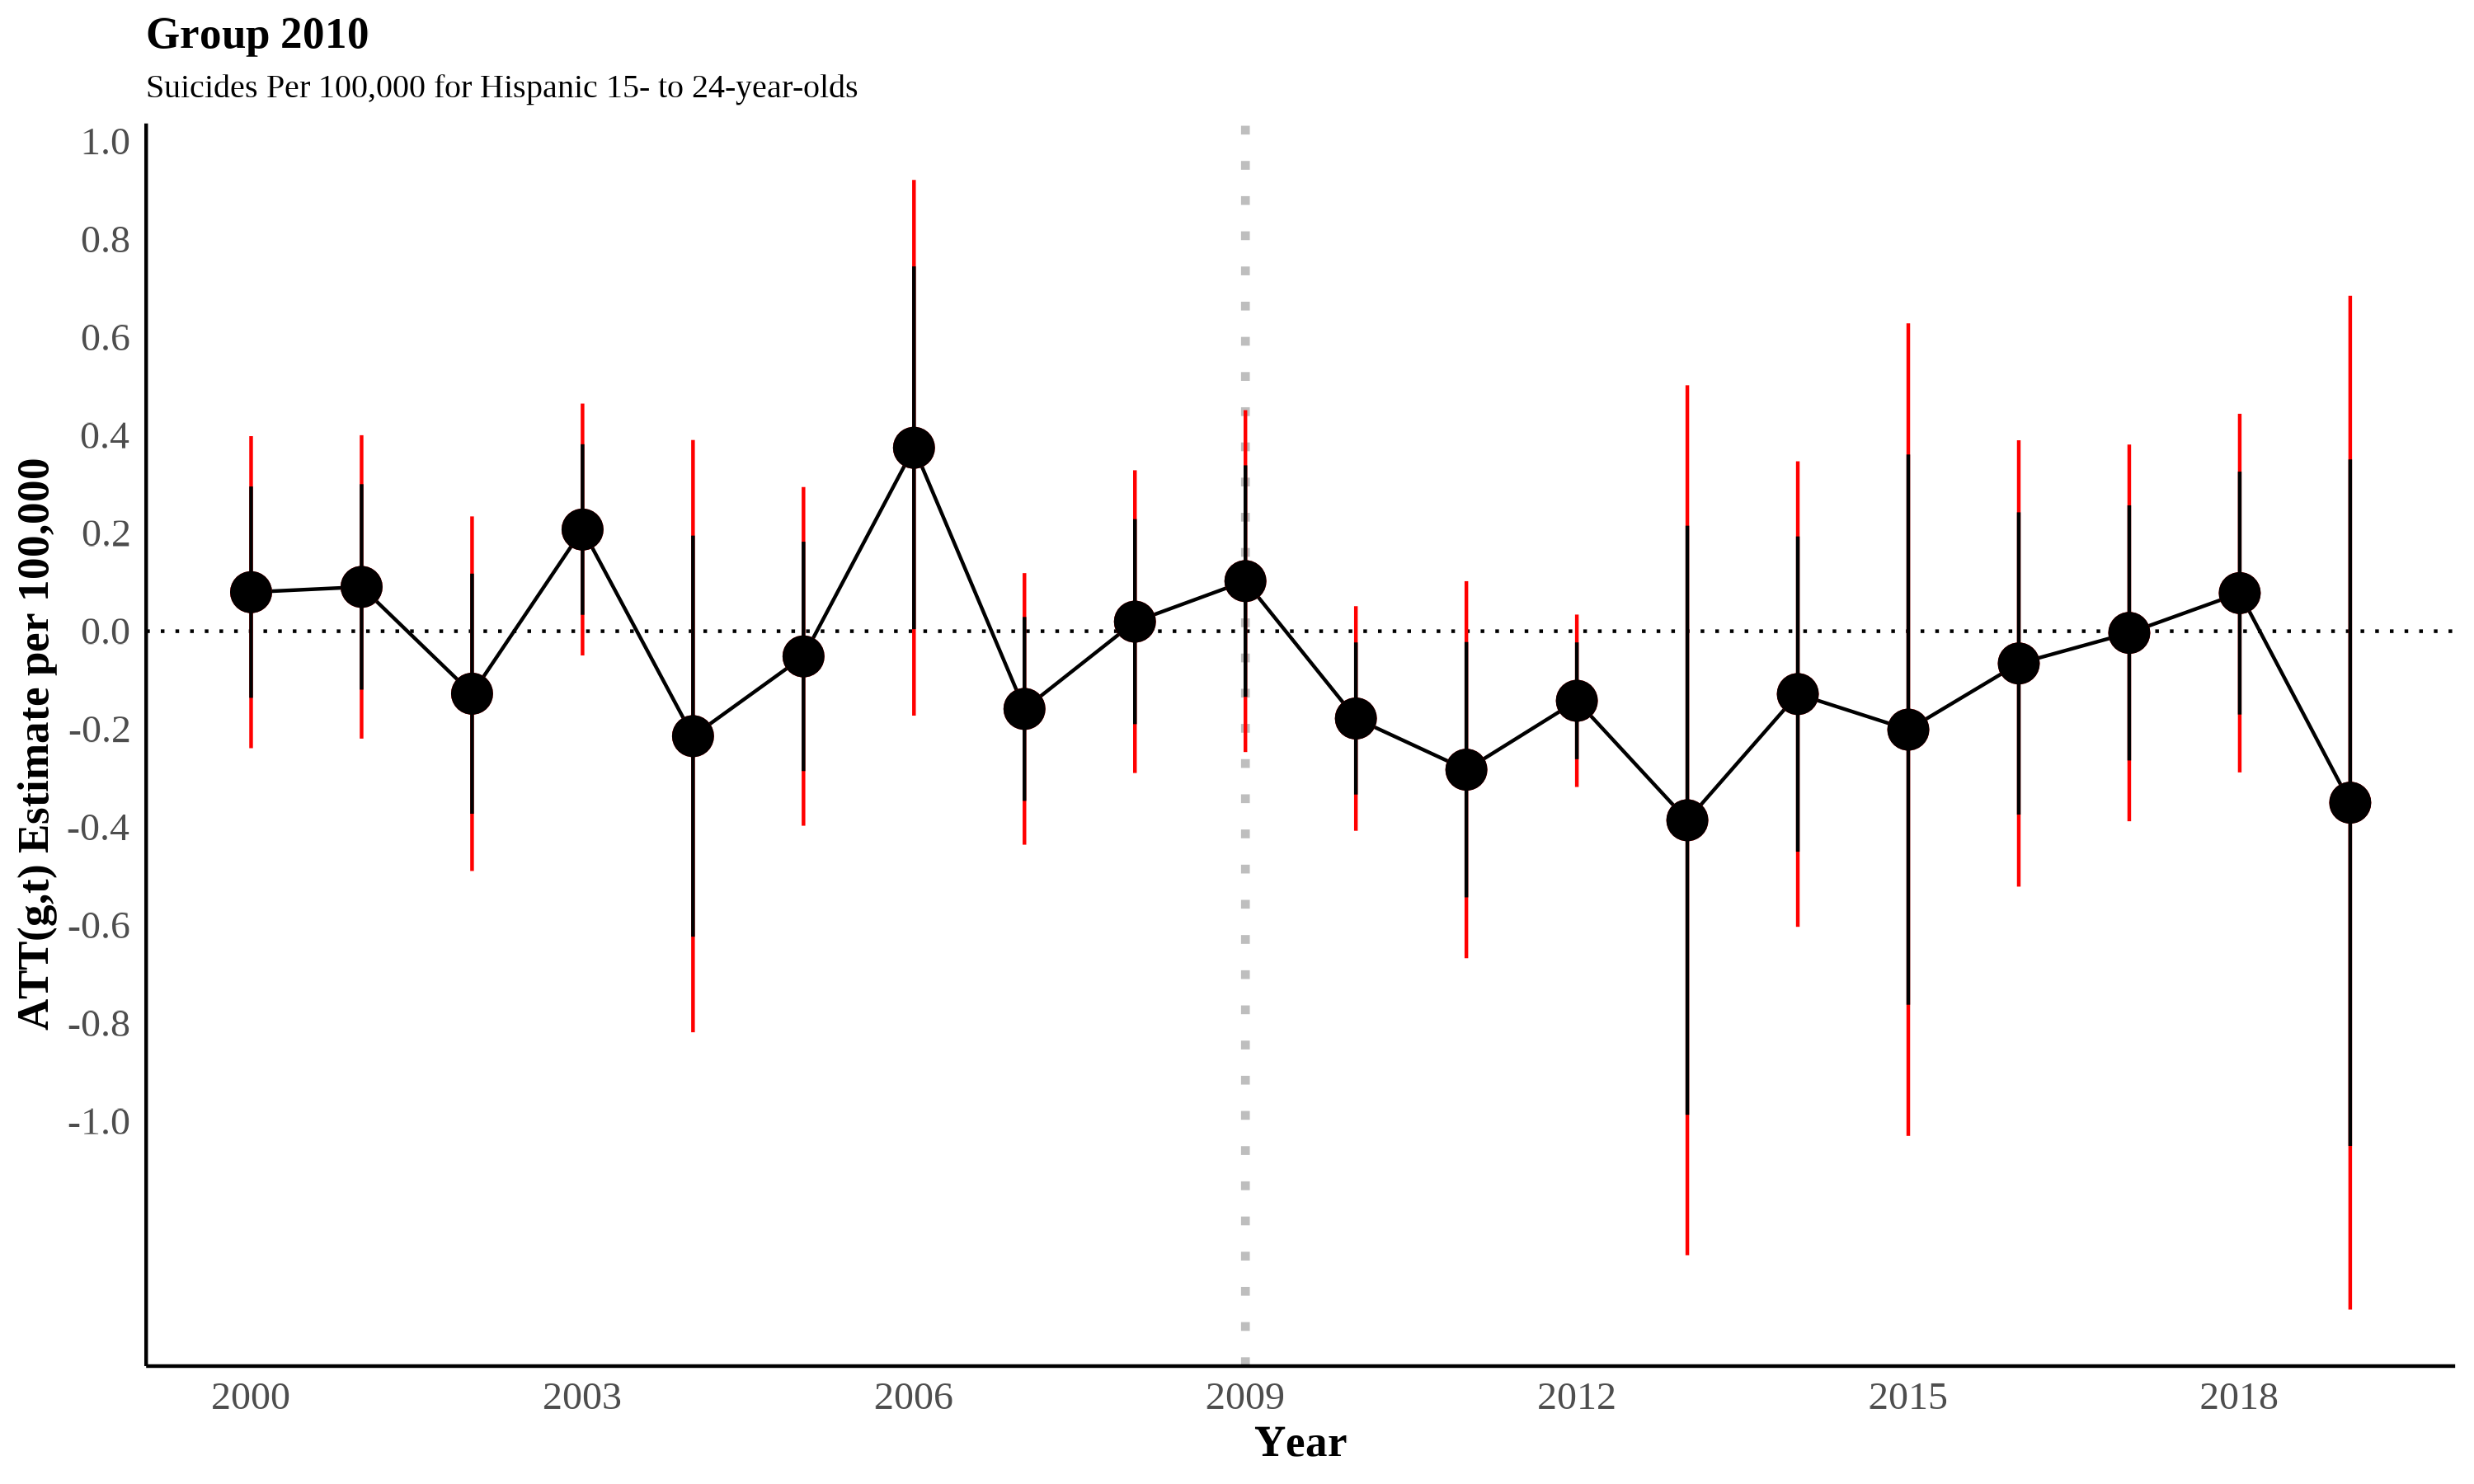 Group 2010
Suicides Per 100,000 for Hispanic 15- to 24-year-olds
ATT(g,t) Estimate per 100,000
1.0
0.8
0.6
0.4
0.2
0.0
-0.2
-0.4
-0.6
-0.8
-1.0
2000 2003 2006 2009 2012 2015 2018
Year